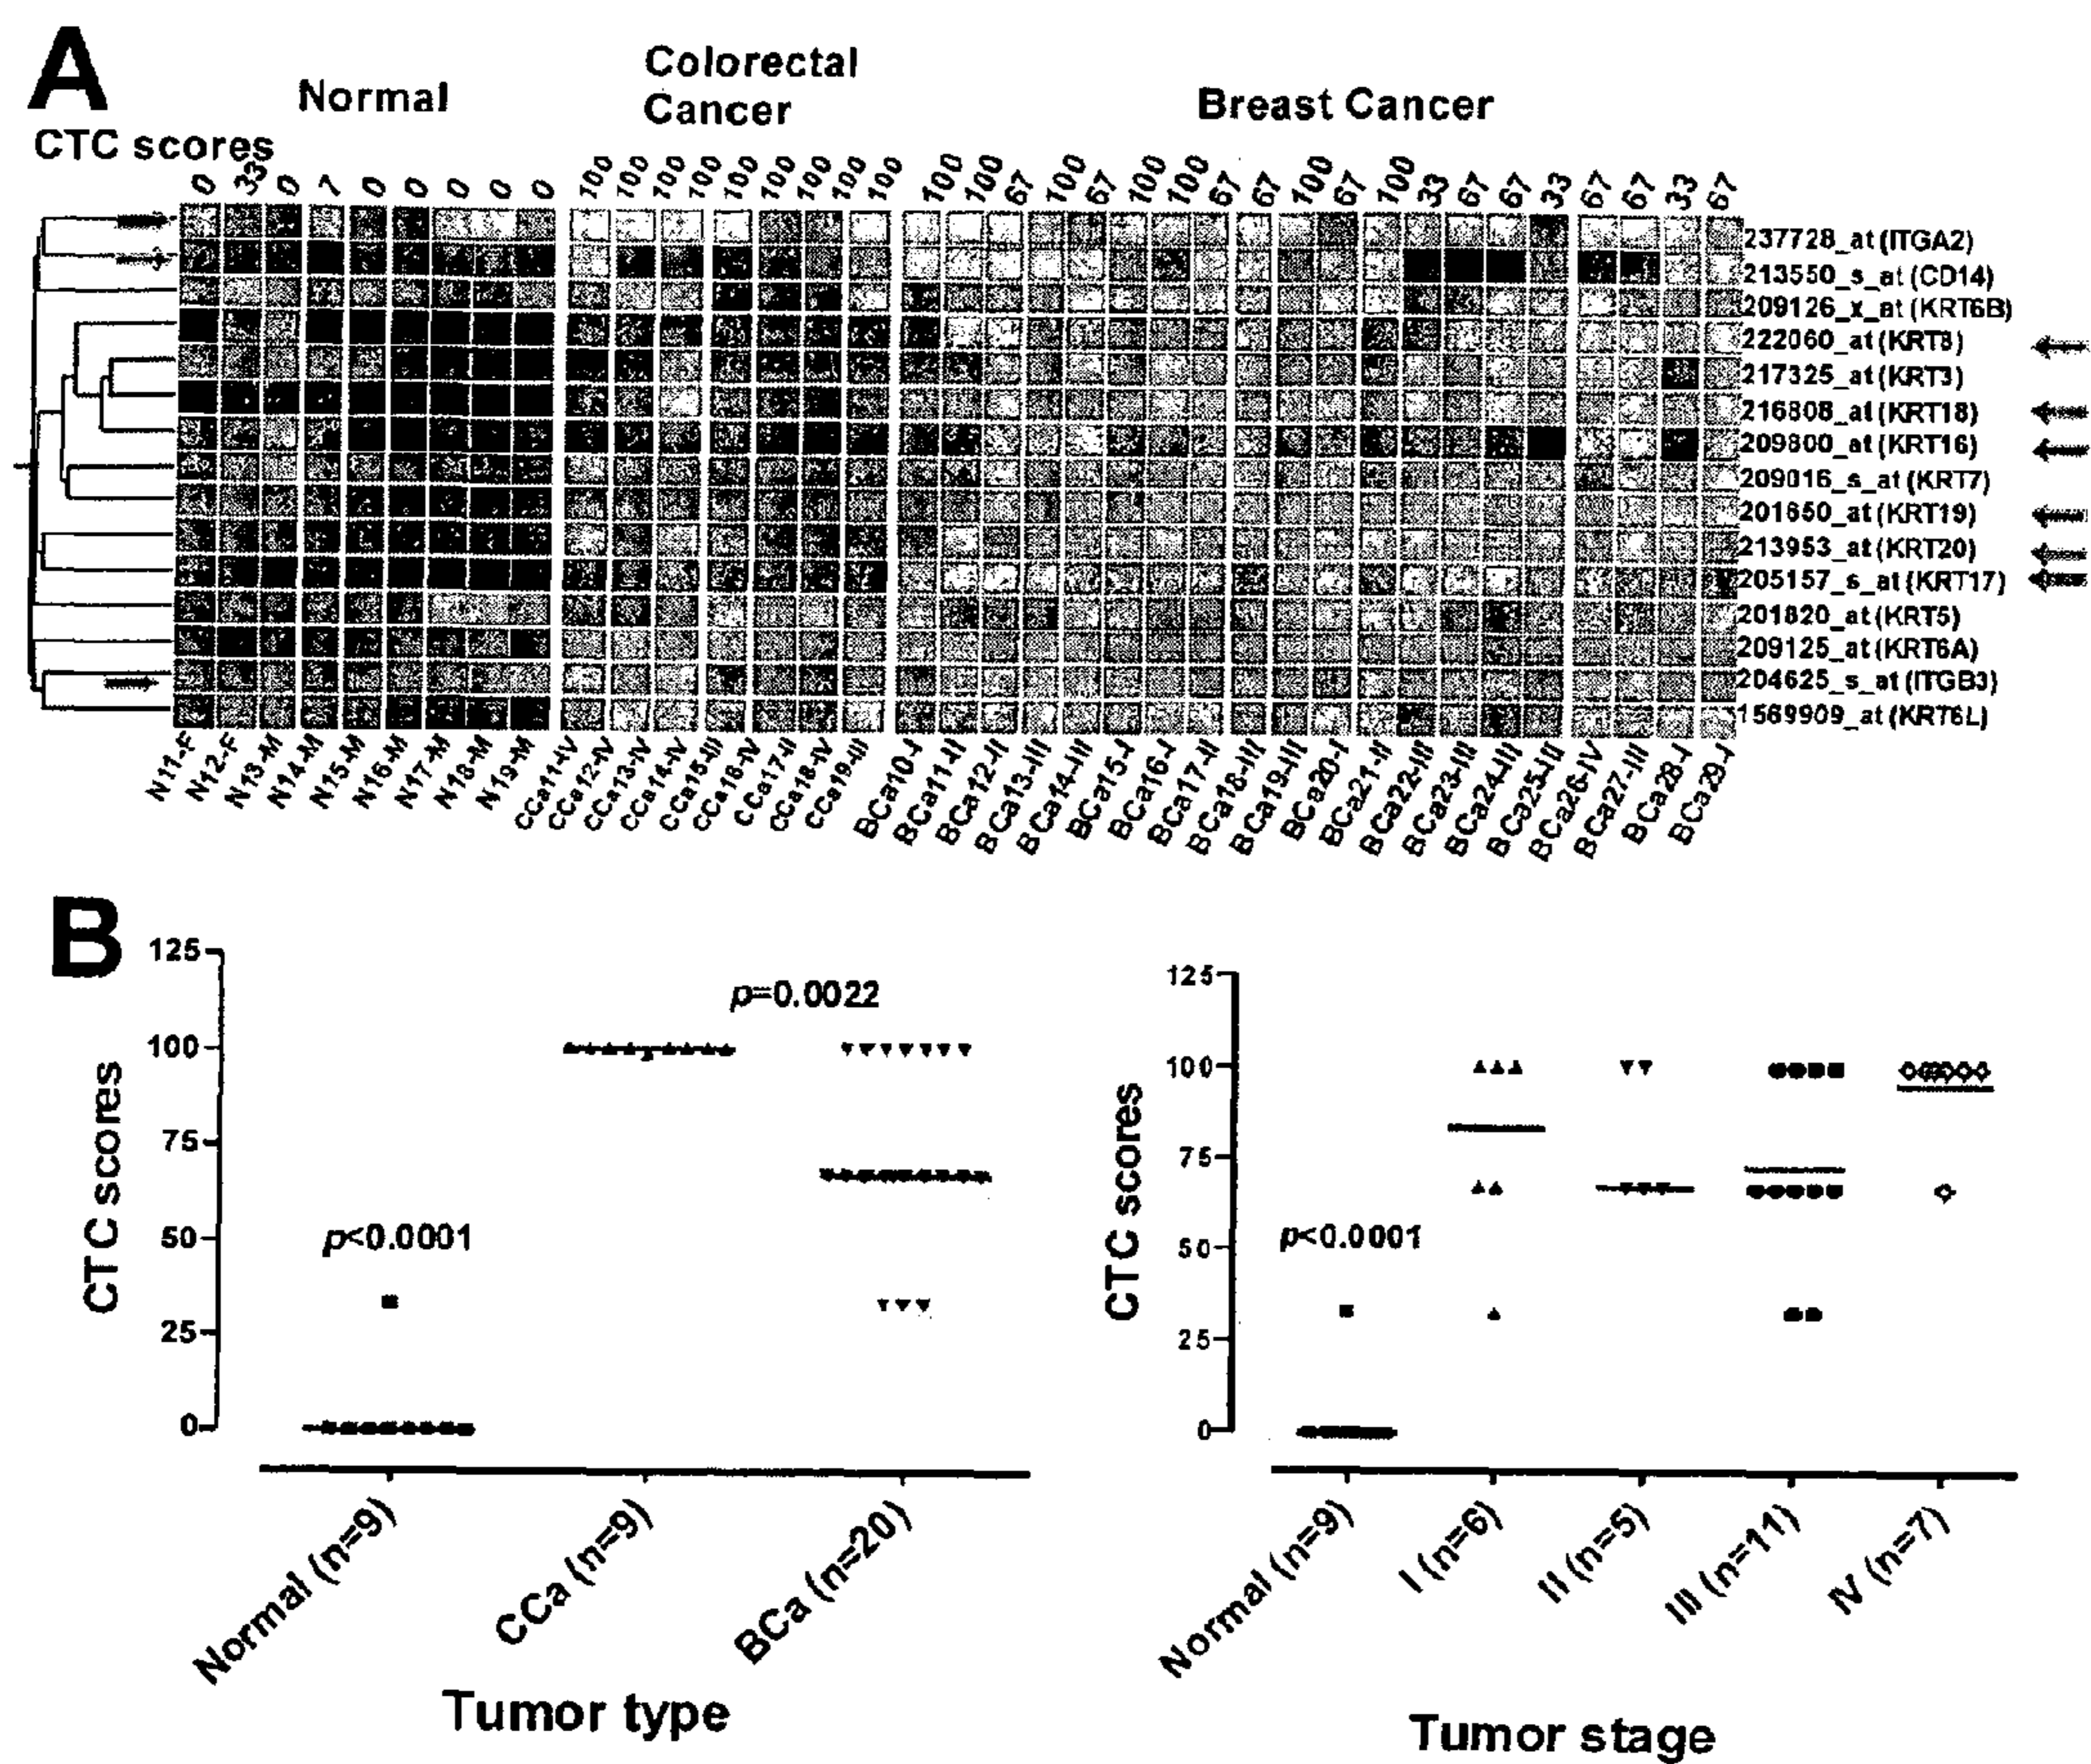 A
Normal
Colorectal
Cancer
Breast Cancer
CTC scores
0 33 0 7 0 0 0 0 0 100 100 100 100 100 100 100 100 100 100 100 67 100 67 100 100 67 67 100 67 100 33 67 67 33 67 67 33 67
237728_at (ITGA2)
213550_s_at (CD14)
209126_x_at (KRT6B)
222060_at (KRT8)
217325_at (KRT3)
216808_at (KRT18)
209800_at (KRT16)
209016_s_at (KRT7)
201650_at (KRT19)
213953_at (KRT20)
205157_s_at (KRT17)
201820_at (KRT5)
209125_at (KRT6A)
204625_s_at (ITGB3)
1569909_at (KRT6L)
N11-F N12-F N13-M N14-M N15-M N16-M N17-M N18-M N19-M CCa11-IV CCa12-IV CCa13-IV CCa14-IV CCa15-III CCa16-IV CCa17-II CCa18-IV CCa19-III BCa10-I BCa11-II BCa12-II BCa13-III BCa14-III BCa15-I BCa16-I BCa17-II BCa18-III BCa19-III BCa20-I BCa21-II BCa22-III BCa23-III BCa24-III BCa25-III BCa26-IV BCa27-III BCa28-I BCa29-I
B
125
100
75
50
25
0
CTC scores
p<0.0001
p=0.0022
Normal (n=9)
CCa (n=9)
BCa (n=20)
Tumor type
125
100
75
50
25
0
CTC scores
p<0.0001
Normal (n=9)
I (n=6)
II (n=5)
III (n=11)
IV (n=7)
Tumor stage